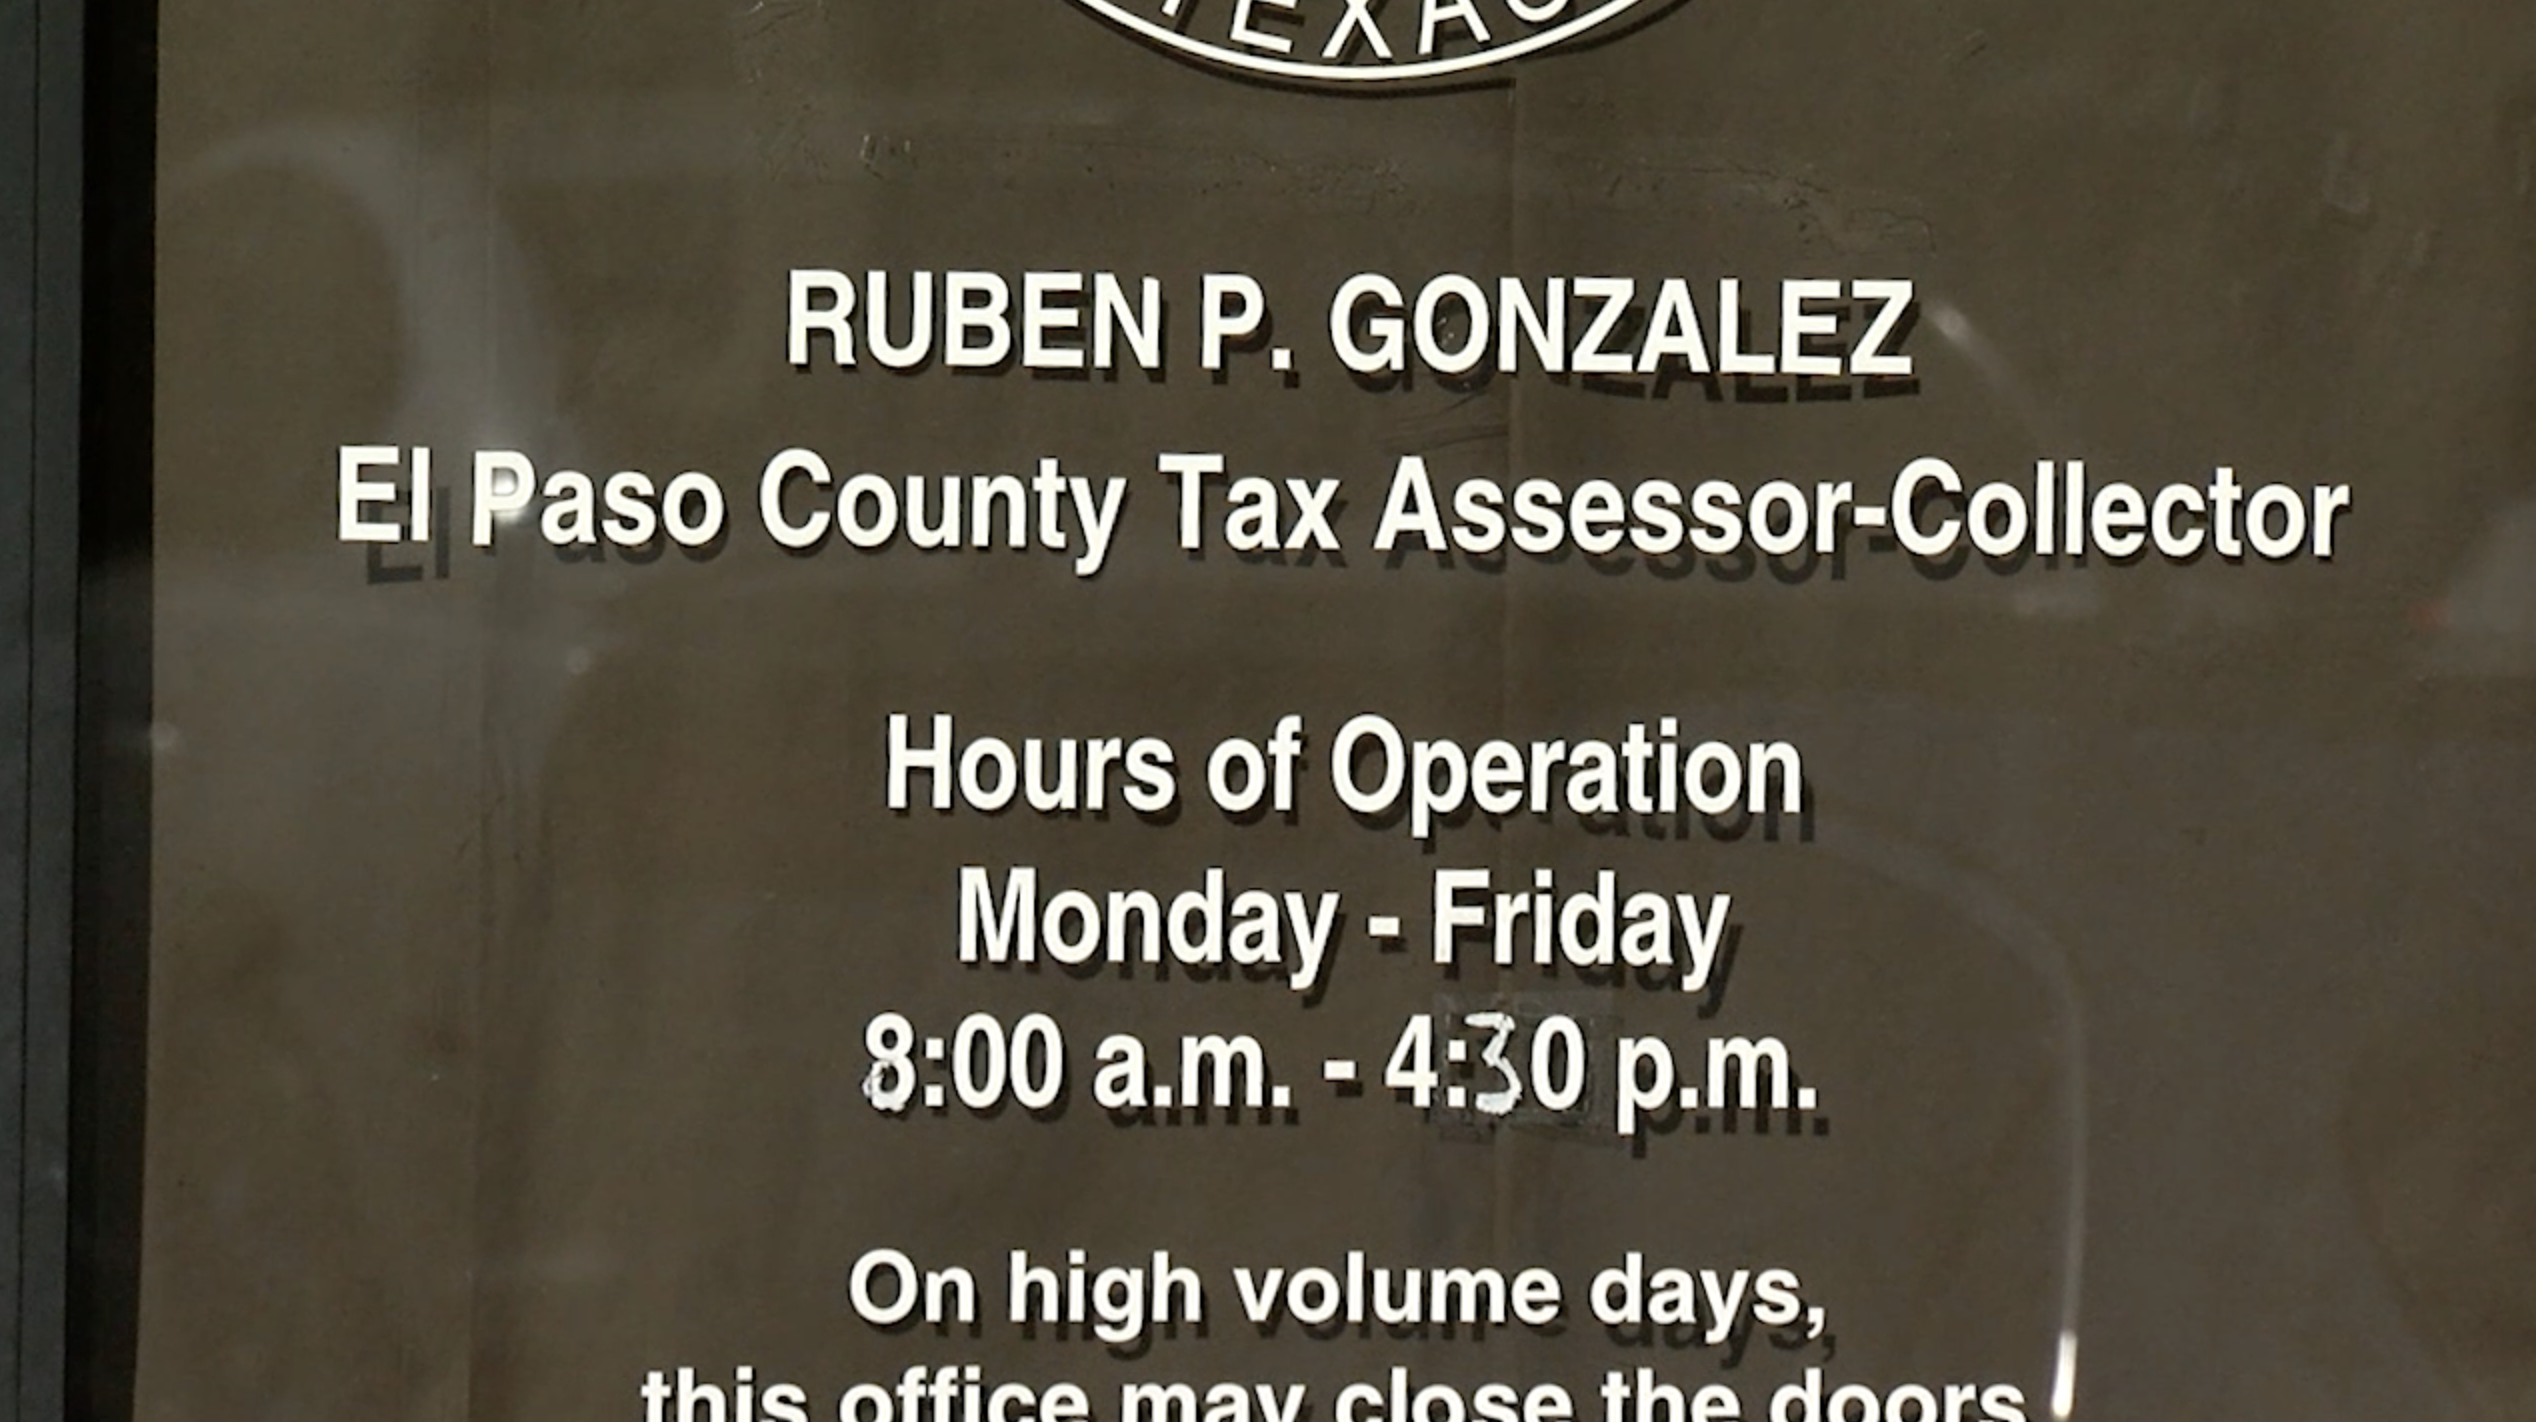 TEXAS
RUBEN P. GONZALEZ
El Paso County Tax Assessor-Collector
Hours of Operation
Monday - Friday
8:00 a.m. - 4:30 p.m.
On high volume days,
this office may close the doors